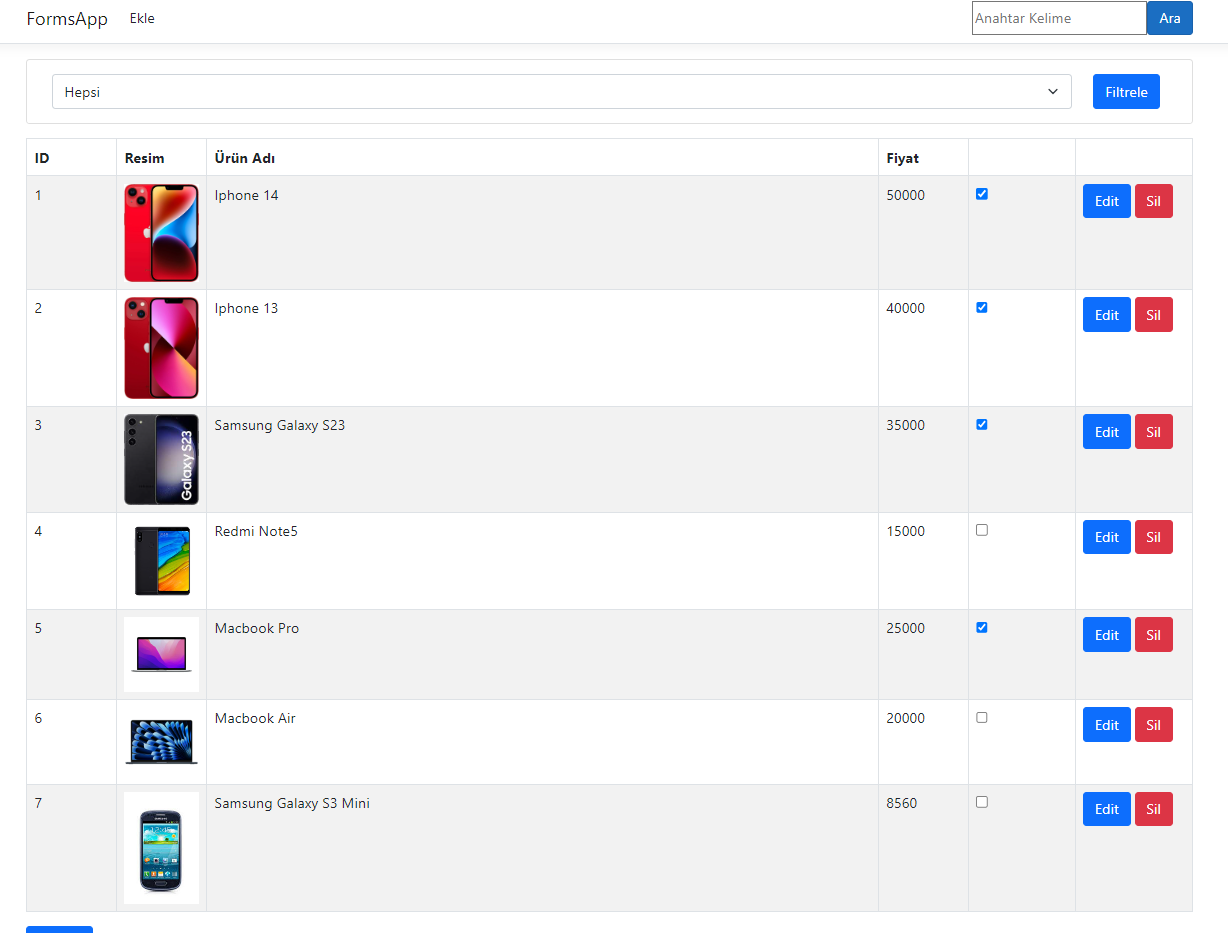 FormsApp Ekle Anahtar Kelime Ara
Hepsi Filtrele
ID Resim Ürün Adı Fiyat
1 Iphone 14 50000 Edit Sil
2 Iphone 13 40000 Edit Sil
3 Galaxy S23 Samsung Galaxy S23 35000 Edit Sil
4 Redmi Note5 15000 Edit Sil
5 Macbook Pro 25000 Edit Sil
6 Macbook Air 20000 Edit Sil
7 Samsung Galaxy S3 Mini 8560 Edit Sil